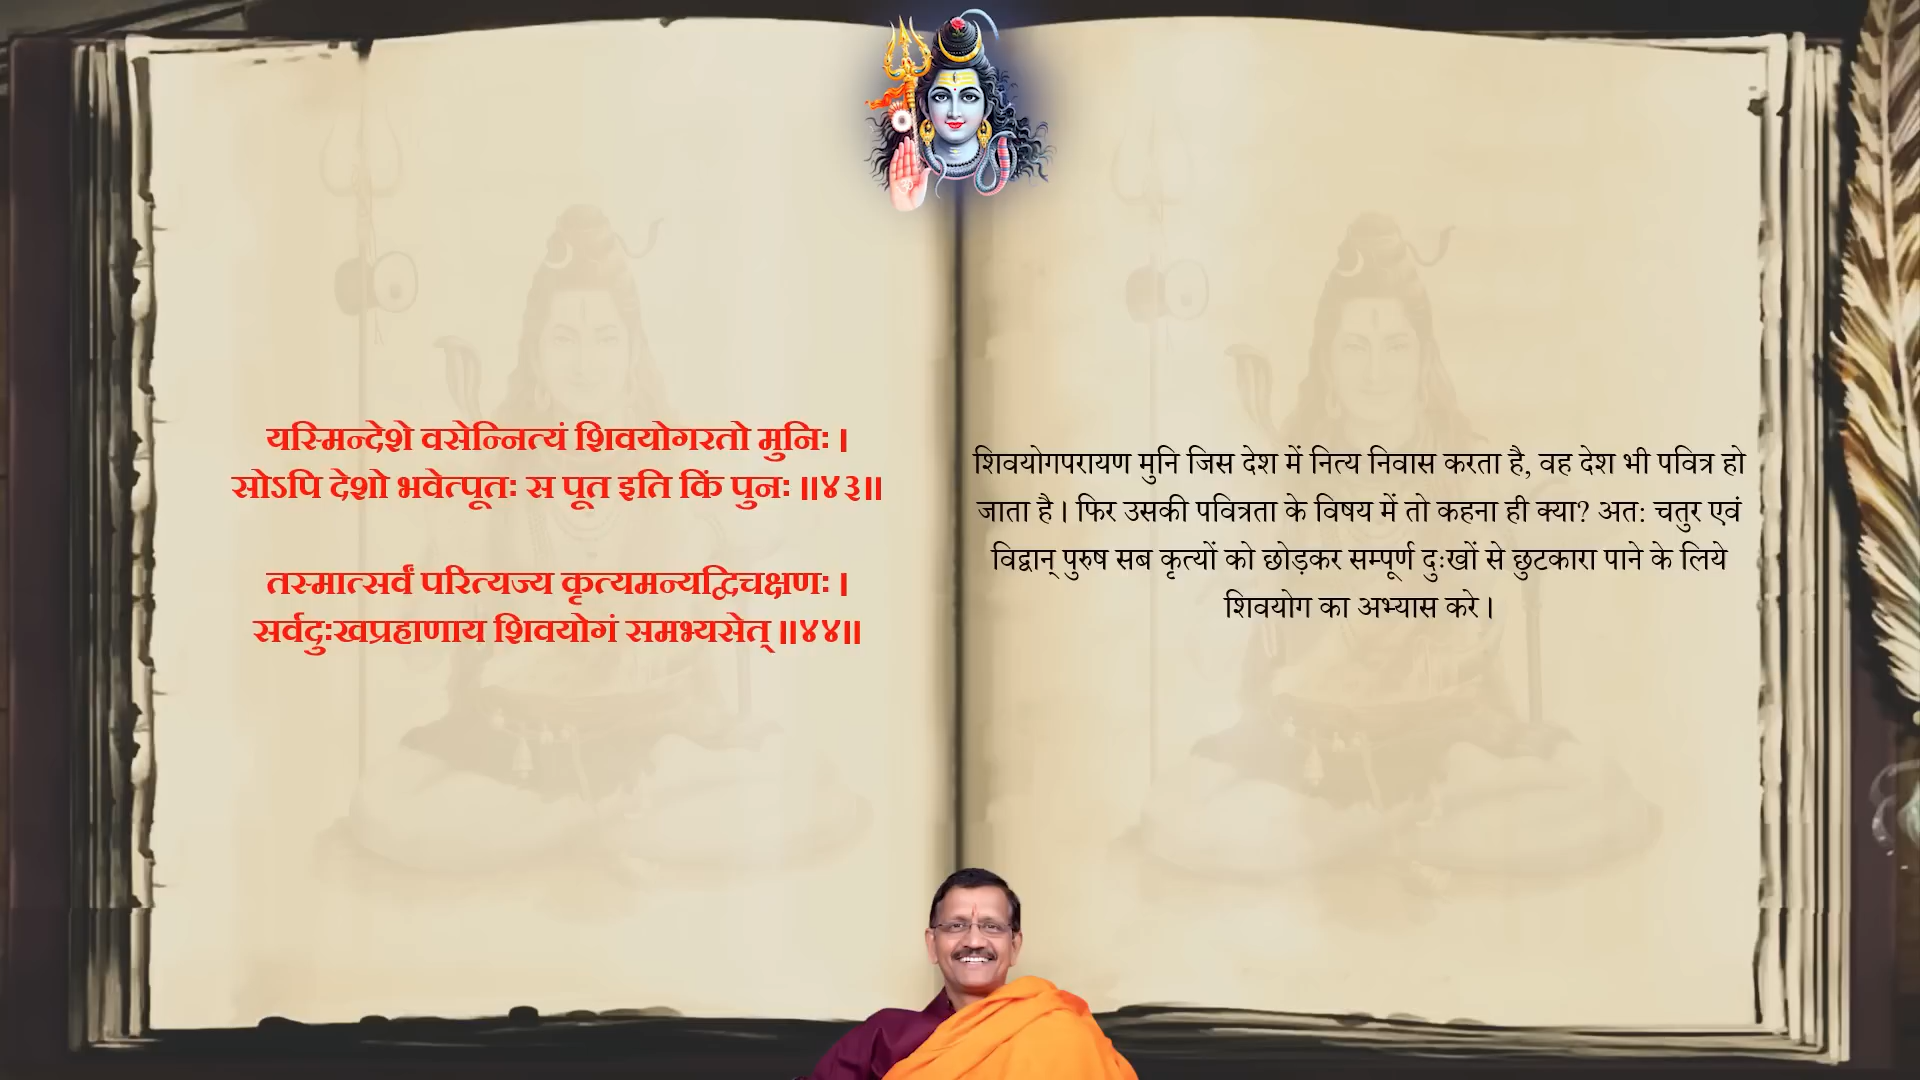 यस्मिन्देशे वसेन्नित्यं शिवयोगरतो मुनिः ।
सोऽपि देशो भवेत्पूतः स पूत इति किं पुनः ॥४३॥
तस्मात्सर्वं परित्यज्य कृत्यमन्यद्विचक्षणः ।
सर्वदुःखप्रहाणाय शिवयोगं समभ्यसेत् ॥४४॥
शिवयोगपरायण मुनि जिस देश में नित्य निवास करता है, वह देश भी पवित्र हो
जाता है । फिर उसकी पवित्रता के विषय में तो कहना ही क्या? अत: चतुर एवं
विद्वान् पुरुष सब कृत्यों को छोड़कर सम्पूर्ण दुःखों से छुटकारा पाने के लिये
शिवयोग का अभ्यास करे ।